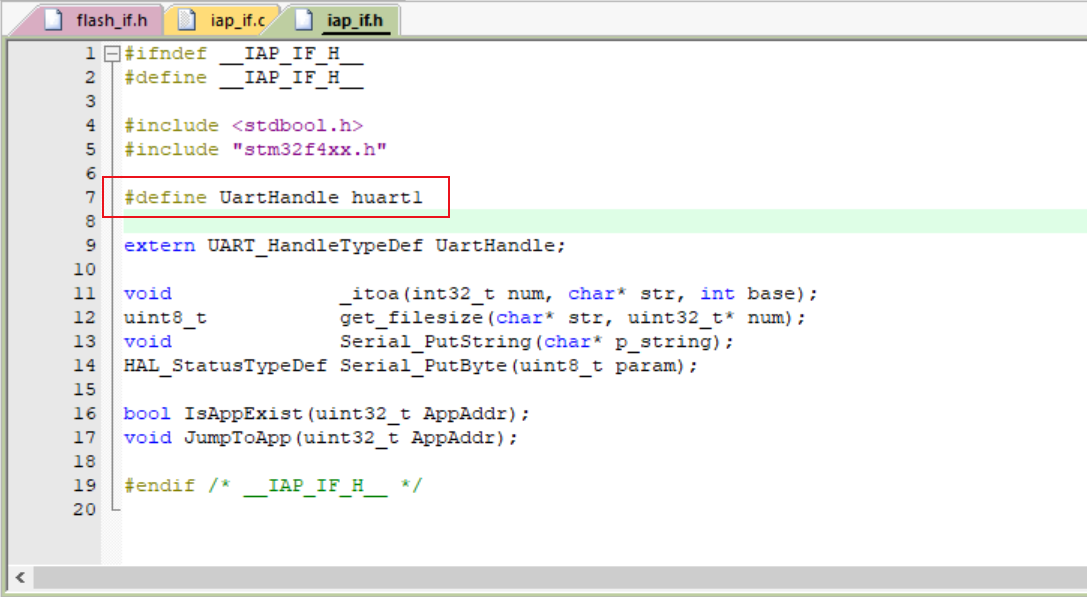 flash_if.h iap_if.c iap_if.h
1 #ifndef __IAP_IF_H__
2 #define __IAP_IF_H__
3
4 #include <stdbool.h>
5 #include "stm32f4xx.h"
6
7 #define UartHandle huart1
8
9 extern UART_HandleTypeDef UartHandle;
10
11 void _itoa(int32_t num, char* str, int base);
12 uint8_t get_filesize(char* str, uint32_t* num);
13 void Serial_PutString(char* p_string);
14 HAL_StatusTypeDef Serial_PutByte(uint8_t param);
15
16 bool IsAppExist(uint32_t AppAddr);
17 void JumpToApp(uint32_t AppAddr);
18
19 #endif /* __IAP_IF_H__ */
20